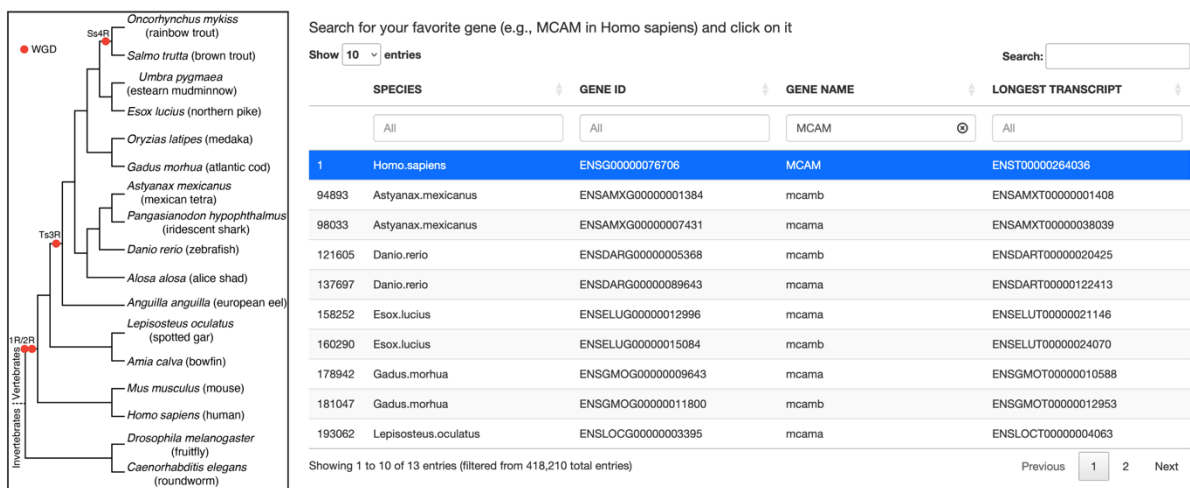 WGD
Ss4R
Oncorhynchus mykiss
(rainbow trout)
Salmo trutta (brown trout)
Umbra pygmaea
(estearn mudminnow)
Esox lucius (northern pike)
Oryzias latipes (medaka)
Gadus morhua (atlantic cod)
Astyanax mexicanus
(mexican tetra)
Pangasianodon hypophthalmus
(iridescent shark)
Ts3R
Danio rerio (zebrafish)
Alosa alosa (alice shad)
Anguilla anguilla (european eel)
Lepisosteus oculatus
(spotted gar)
1R/2R
Amia calva (bowfin)
Mus musculus (mouse)
Homo sapiens (human)
Drosophila melanogaster
(fruitfly)
Caenorhabditis elegans
(roundworm)
Invertebrates Vertebrates
Search for your favorite gene (e.g., MCAM in Homo sapiens) and click on it
Show 10 entries Search:
SPECIES GENE ID GENE NAME LONGEST TRANSCRIPT
All All MCAM All
1 Homo.sapiens ENSG00000076706 MCAM ENST00000264036
94893 Astyanax.mexicanus ENSAMXG00000001384 mcamb ENSAMXT00000001408
98033 Astyanax.mexicanus ENSAMXG00000007431 mcama ENSAMXT00000038039
121605 Danio.rerio ENSDARG00000005368 mcamb ENSDART00000020425
137697 Danio.rerio ENSDARG00000089643 mcama ENSDART00000122413
158252 Esox.lucius ENSELUG00000012996 mcama ENSELUT00000021146
160290 Esox.lucius ENSELUG00000015084 mcamb ENSELUT00000024070
178942 Gadus.morhua ENSGMOG00000009643 mcama ENSGMOT00000010588
181047 Gadus.morhua ENSGMOG00000011800 mcamb ENSGMOT00000012953
193062 Lepisosteus.oculatus ENSLOCG00000003395 mcama ENSLOCT00000004063
Showing 1 to 10 of 13 entries (filtered from 418,210 total entries) Previous 1 2 Next